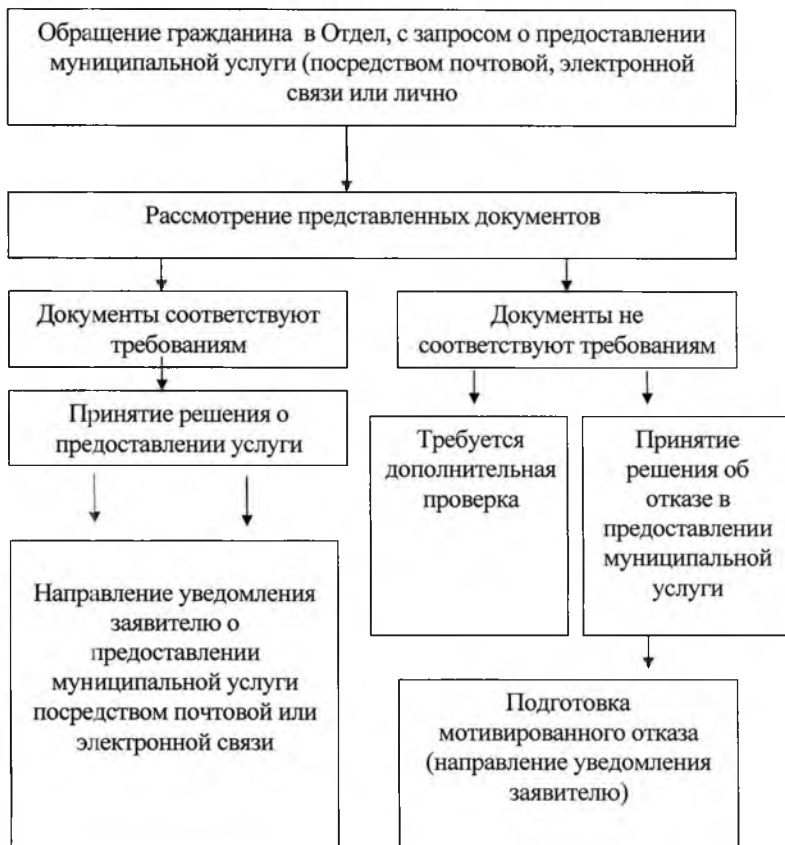 Обращение гражданина в Отдел, с запросом о предоставлении
муниципальной услуги (посредством почтовой, электронной
связи или лично
Рассмотрение представленных документов
Документы соответствуют
требованиям
Документы не
соответствуют требованиям
Принятие решения о
предоставлении услуги
Требуется
дополнительная
проверка
Принятие
решения об
отказе в
предоставлении
муниципальной
услуги
Направление уведомления
заявителю о
предоставлении
муниципальной услуги
посредством почтовой или
электронной связи
Подготовка
мотивированного отказа
(направление уведомления
заявителю)